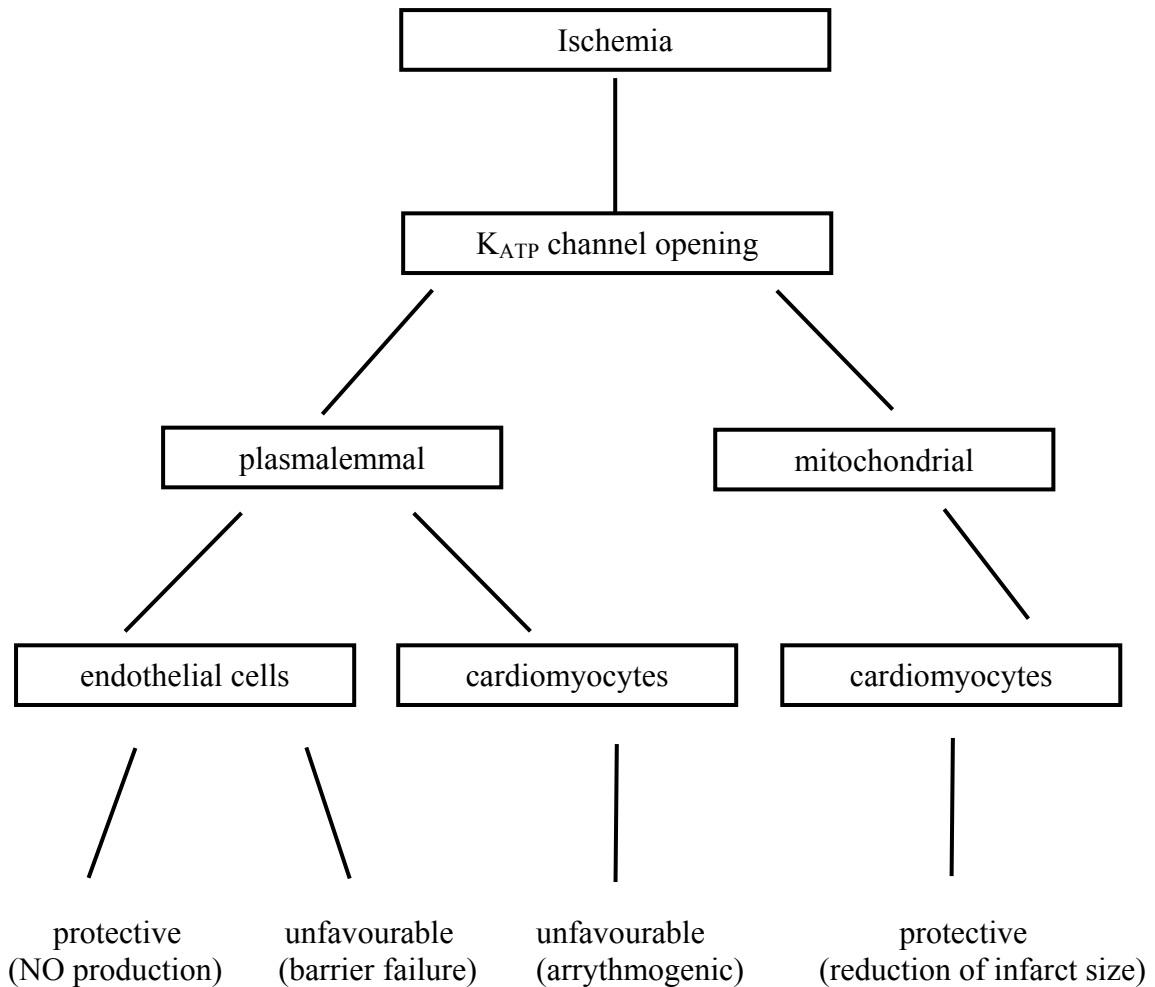 Ischemia
K_ATP channel opening
plasmalemmal
mitochondrial
endothelial cells
cardiomyocytes
cardiomyocytes
protective
(NO production)
unfavourable
(barrier failure)
unfavourable
(arrythmogenic)
protective
(reduction of infarct size)